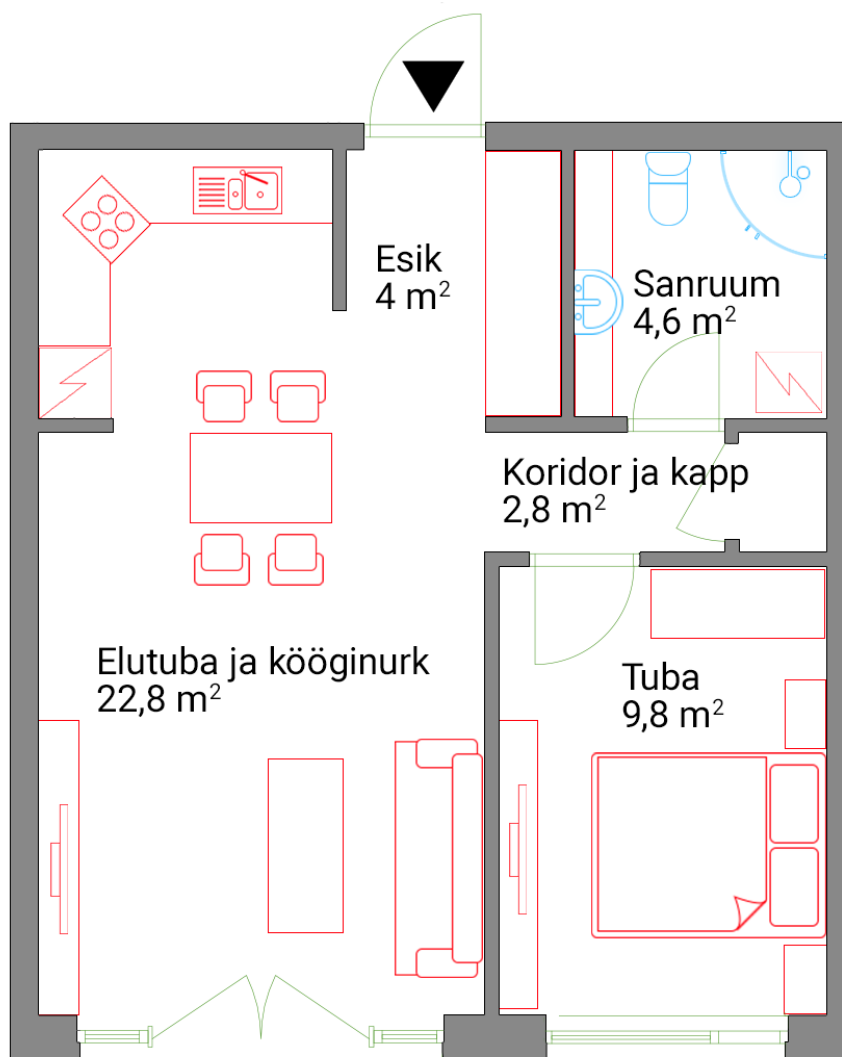 Esik
4 m²
Sanruum
4,6 m²
Koridor ja kapp
2,8 m²
Elutuba ja kööginurk
22,8 m²
Tuba
9,8 m²